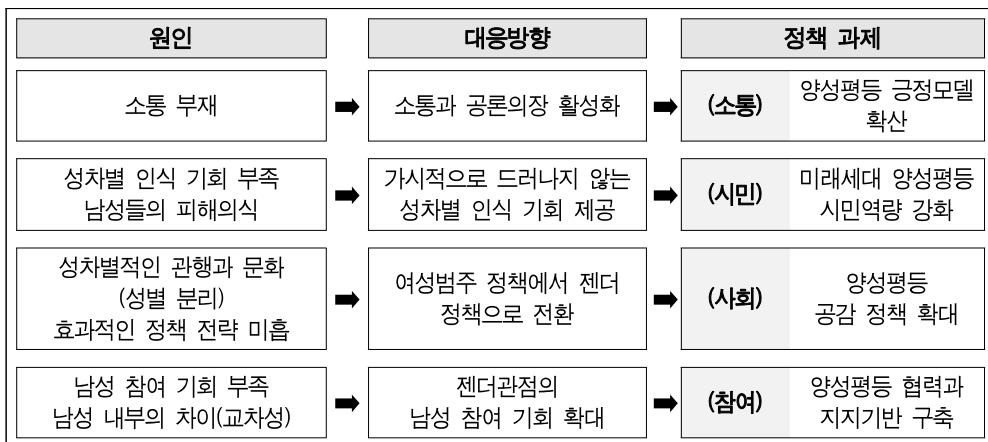 원인
대응방향
정책 과제
소통 부재
➡
소통과 공론의장 활성화
➡
(소통)
양성평등 긍정모델
확산
성차별 인식 기회 부족
남성들의 피해의식
➡
가시적으로 드러나지 않는
성차별 인식 기회 제공
➡
(시민)
미래세대 양성평등
시민역량 강화
성차별적인 관행과 문화
(성별 분리)
효과적인 정책 전략 미흡
➡
여성범주 정책에서 젠더
정책으로 전환
➡
(사회)
양성평등
공감 정책 확대
남성 참여 기회 부족
남성 내부의 차이(교차성)
➡
젠더관점의
남성 참여 기회 확대
➡
(참여)
양성평등 협력과
지지기반 구축